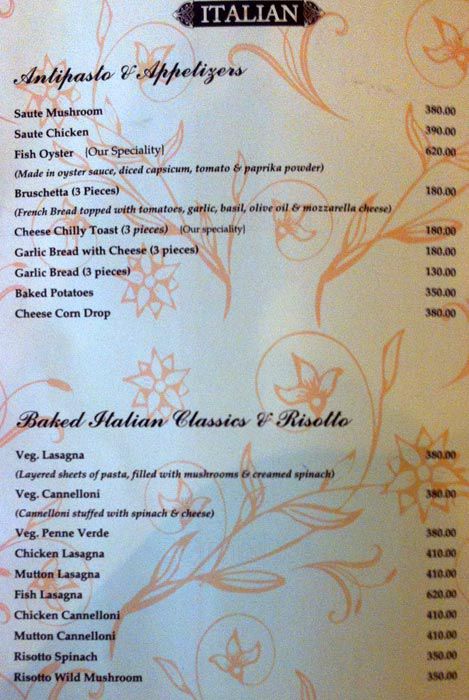 ITALIAN
Antipasto & Appetizers
Saute Mushroom 380.00
Saute Chicken 390.00
Fish Oyster [Our Speciality] 620.00
(Made in oyster sauce, diced capsicum, tomato & paprika powder)
Bruschetta (3 Pieces) 180.00
(French Bread topped with tomatoes, garlic, basil, olive oil & mozzarella cheese)
Cheese Chilly Toast (3 pieces) [Our speciality] 180.00
Garlic Bread with Cheese (3 pieces) 180.00
Garlic Bread (3 pieces) 130.00
Baked Potatoes 350.00
Cheese Corn Drop 380.00
Baked Italian Classics & Risotto
Veg. Lasagna 380.00
(Layered sheets of pasta, filled with mushrooms & creamed spinach)
Veg. Cannelloni 380.00
(Cannelloni stuffed with spinach & cheese)
Veg. Penne Verde 380.00
Chicken Lasagna 410.00
Mutton Lasagna 410.00
Fish Lasagna 620.00
Chicken Cannelloni 410.00
Mutton Cannelloni 410.00
Risotto Spinach 350.00
Risotto Wild Mushroom 350.00